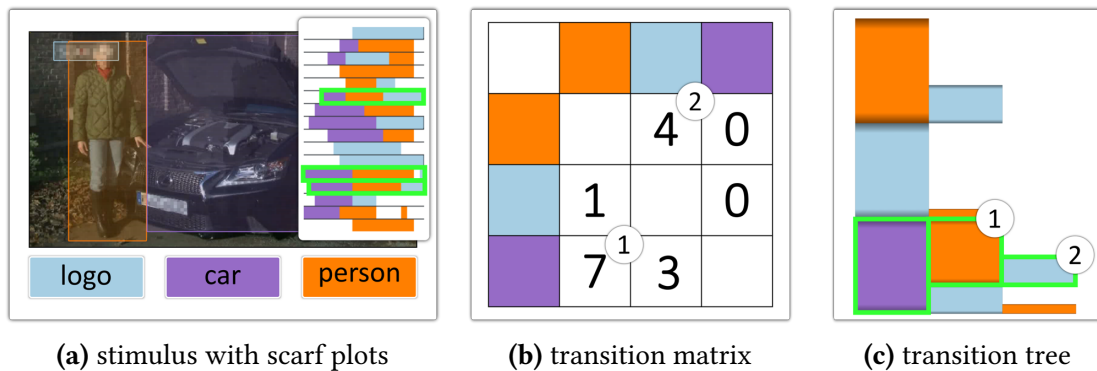 logo
car
person
2
4 0
1 0
1
7 3
1
2
(a) stimulus with scarf plots
(b) transition matrix
(c) transition tree